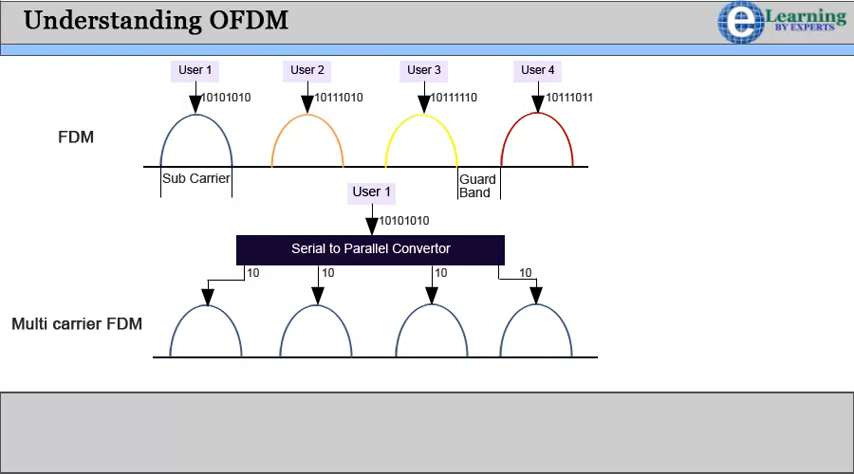 Understanding OFDM
e Learning
BY EXPERTS
User 1 User 2 User 3 User 4
10101010 10111010 10111110 10111011
FDM
Sub Carrier Guard
Band
User 1
10101010
Serial to Parallel Convertor
10 10 10 10
Multi carrier FDM